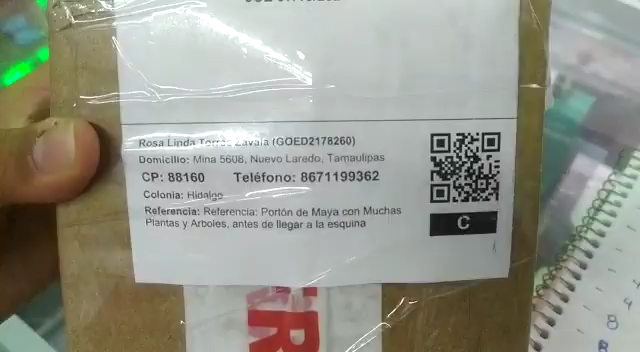 Rosa Linda Torres Zavala (GOED2178260)
Domicilio: Mina 5608, Nuevo Laredo, Tamaulipas
CP: 88160 Teléfono: 8671199362
Colonia: Hidalgo
Referencia: Referencia: Portón de Maya con Muchas
Plantas y Arboles, antes de llegar a la esquina
C